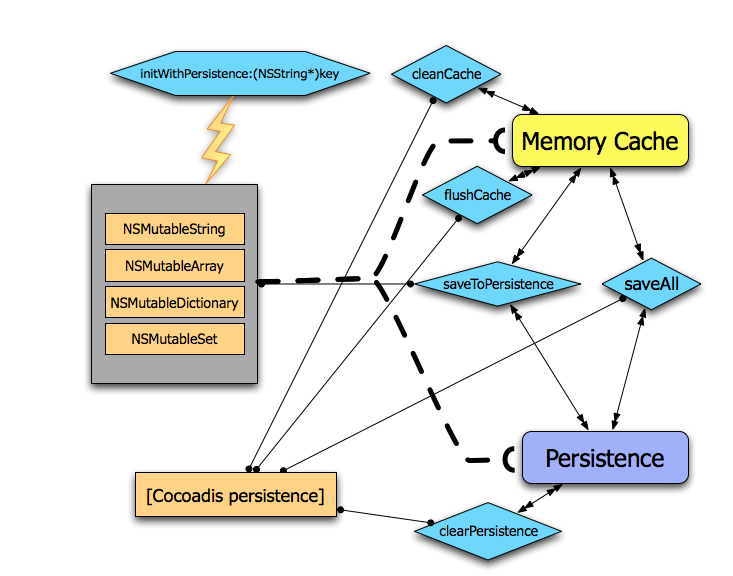 initWithPersistence:(NSString*)key
cleanCache
Memory Cache
flushCache
NSMutableString
NSMutableArray
NSMutableDictionary
NSMutableSet
saveToPersistence
saveAll
Persistence
[Cocoadis persistence]
clearPersistence